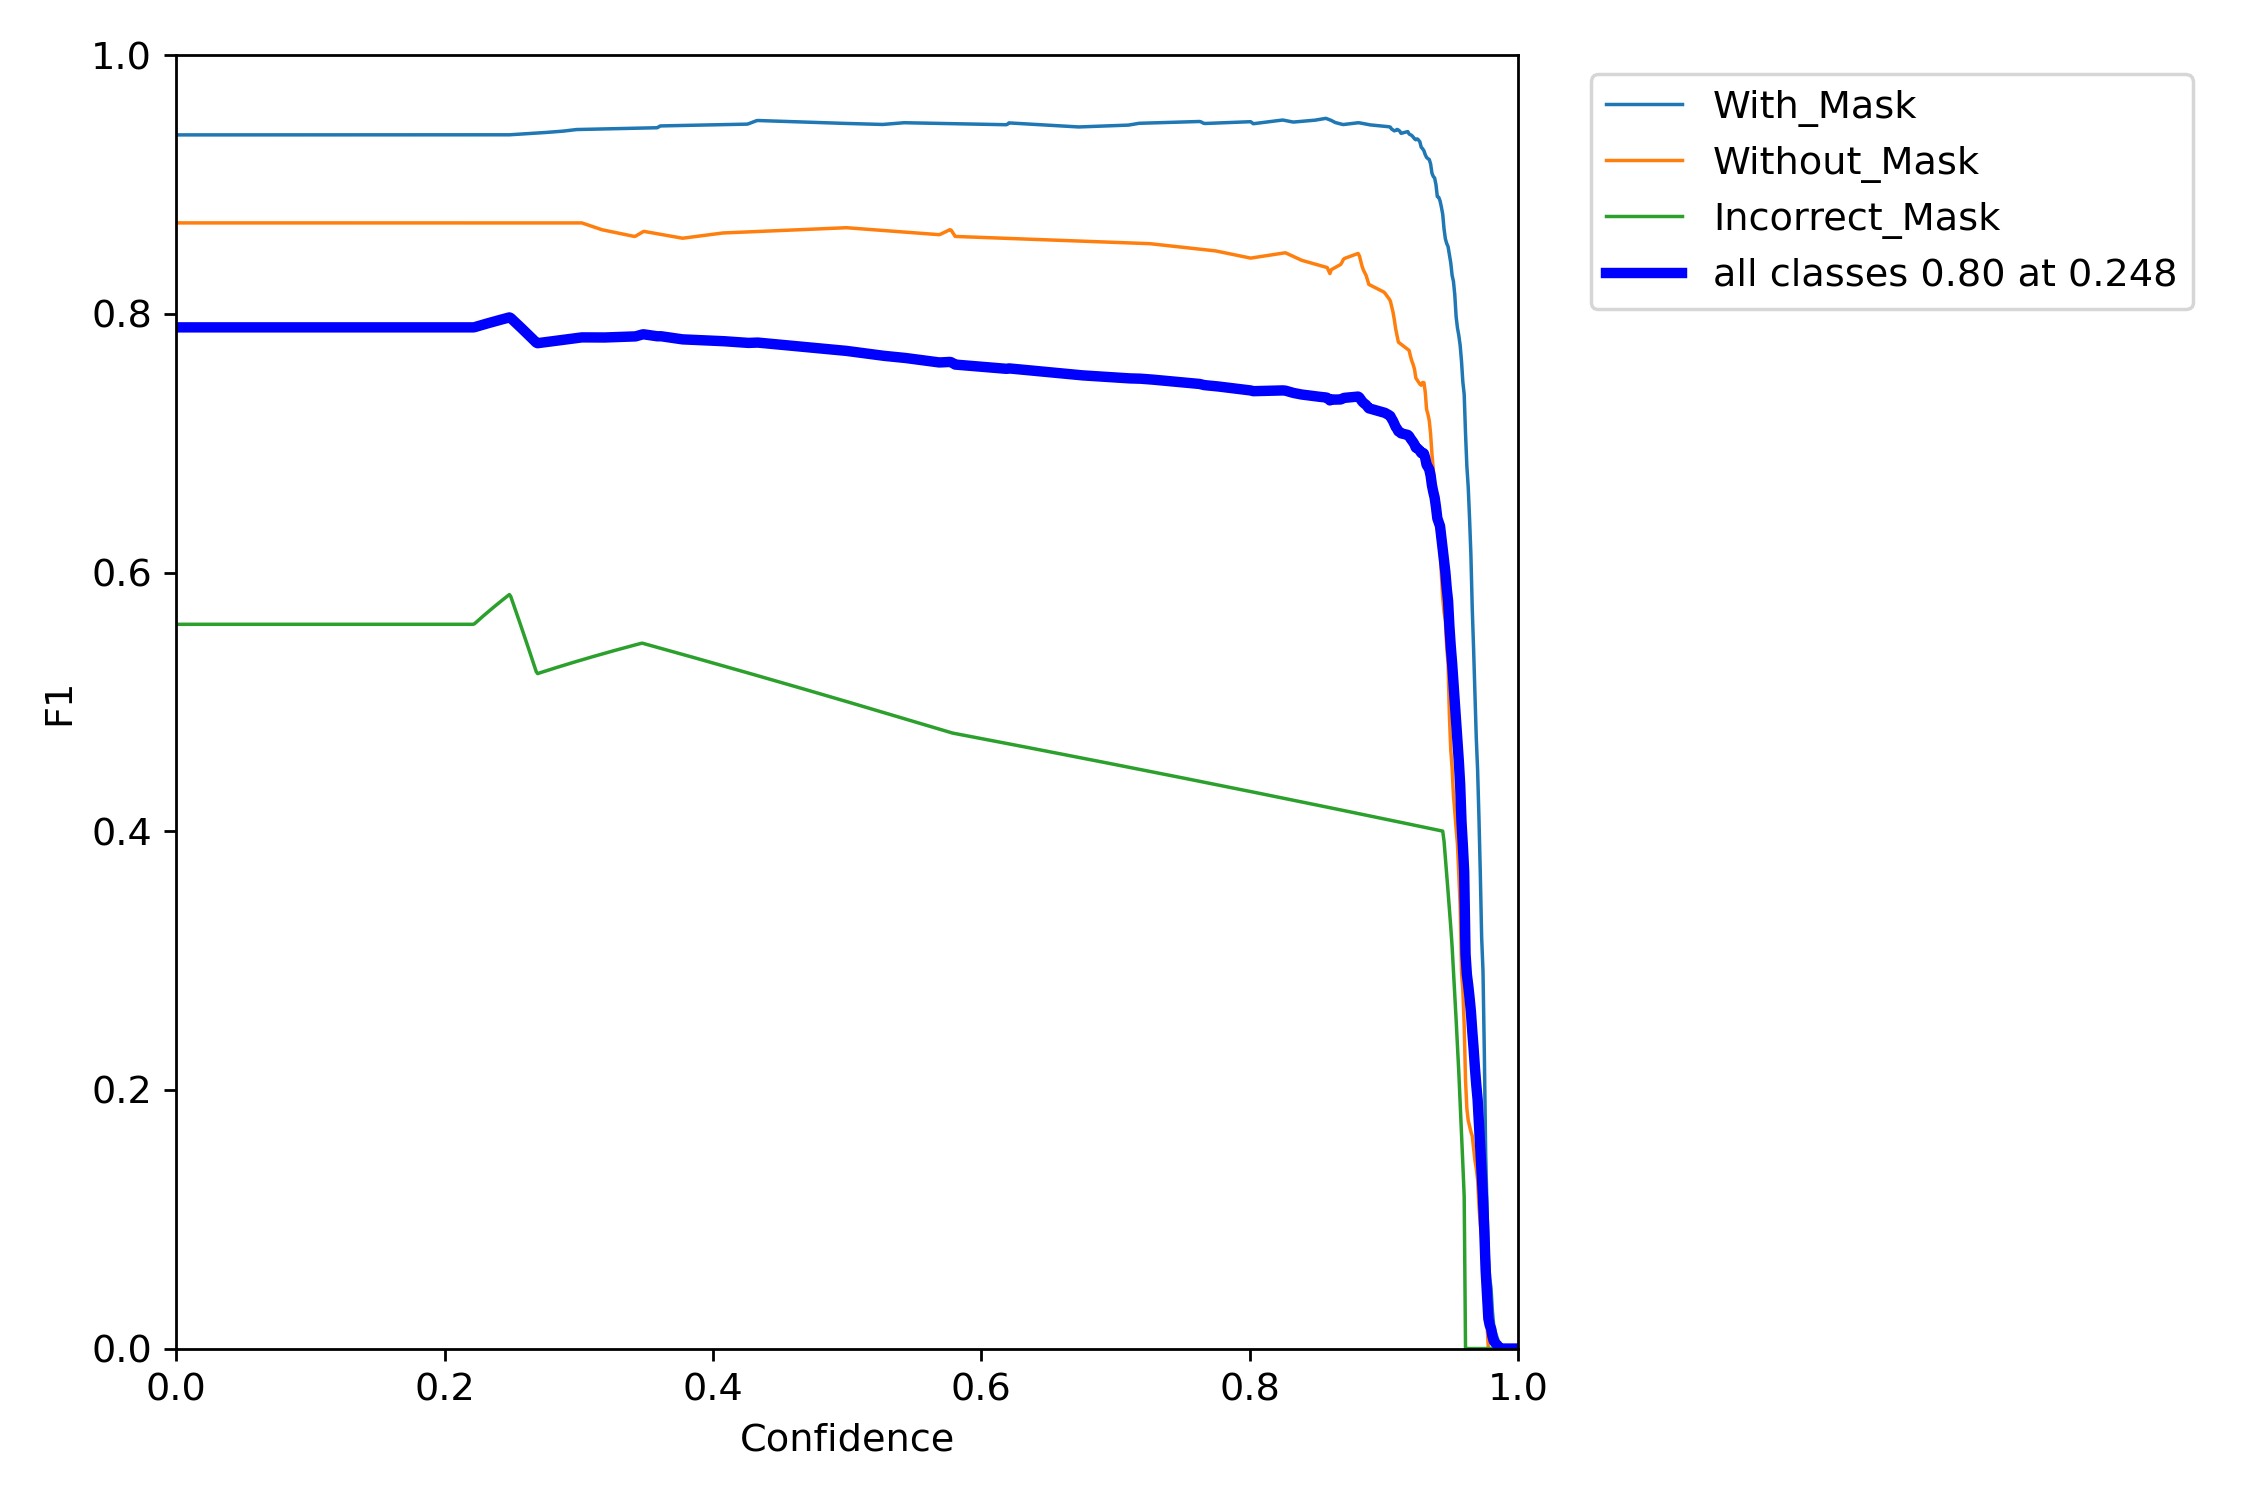 1.0
0.8
0.6
0.4
0.2
0.0
F1
0.0 0.2 0.4 0.6 0.8 1.0
Confidence
With_Mask
Without_Mask
Incorrect_Mask
all classes 0.80 at 0.248